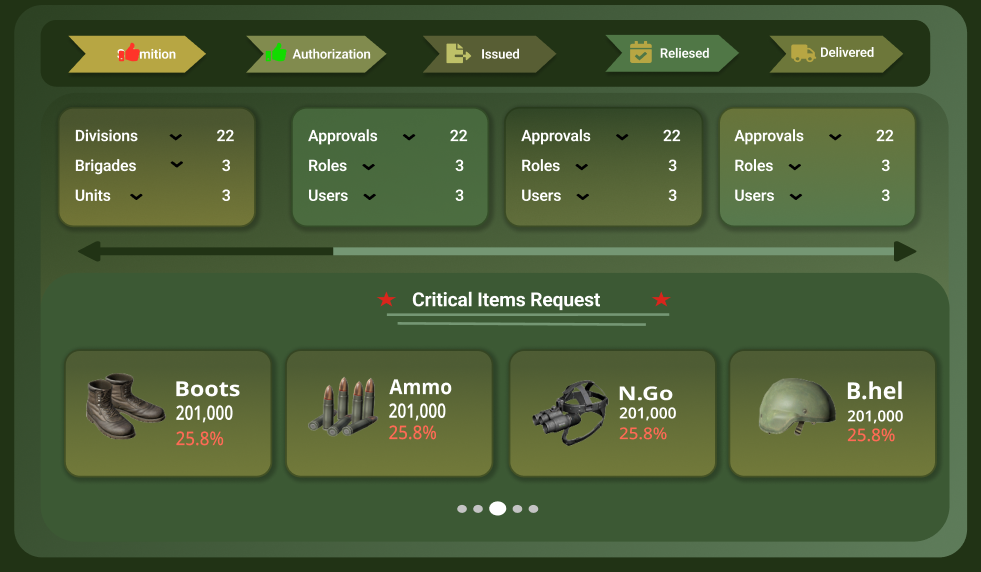 mition
Authorization
Issued
Reliesed
Delivered
Divisions 22
Brigades 3
Units 3
Approvals 22
Roles 3
Users 3
Approvals 22
Roles 3
Users 3
Approvals 22
Roles 3
Users 3
Critical Items Request
Boots
201,000
25.8%
Ammo
201,000
25.8%
N.Go
201,000
25.8%
B.hel
201,000
25.8%